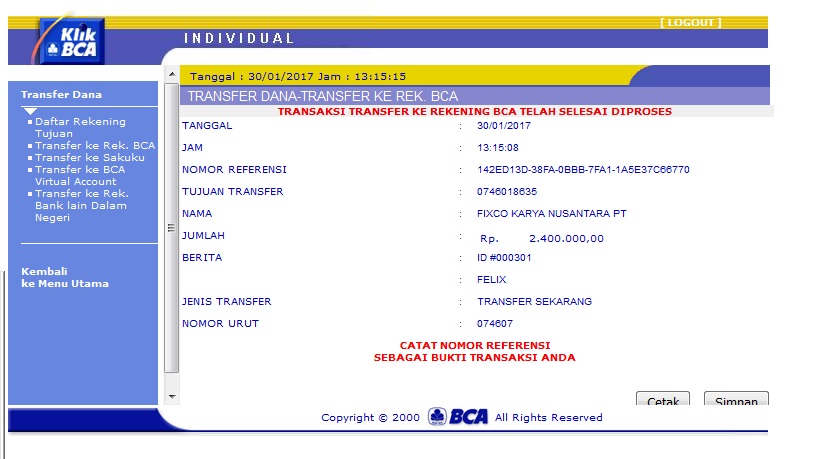 [ LOGOUT ]
Klik
BCA
INDIVIDUAL
Tanggal : 30/01/2017 Jam : 13:15:15
Transfer Dana
Daftar Rekening
Tujuan
Transfer ke Rek. BCA
Transfer ke Sakuku
Transfer ke BCA
Virtual Account
Transfer ke Rek.
Bank lain Dalam
Negeri
Kembali
ke Menu Utama
TRANSFER DANA-TRANSFER KE REK. BCA
TRANSAKSI TRANSFER KE REKENING BCA TELAH SELESAI DIPROSES
TANGGAL : 30/01/2017
JAM : 13:15:08
NOMOR REFERENSI : 142ED13D-38FA-0BBB-7FA1-1A5E37C66770
TUJUAN TRANSFER : 0746018635
NAMA : FIXCO KARYA NUSANTARA PT
JUMLAH : Rp. 2.400.000,00
BERITA : ID #000301
: FELIX
JENIS TRANSFER : TRANSFER SEKARANG
NOMOR URUT : 074607
CATAT NOMOR REFERENSI
SEBAGAI BUKTI TRANSAKSI ANDA
Cetak Simpan
Copyright © 2000 BCA All Rights Reserved